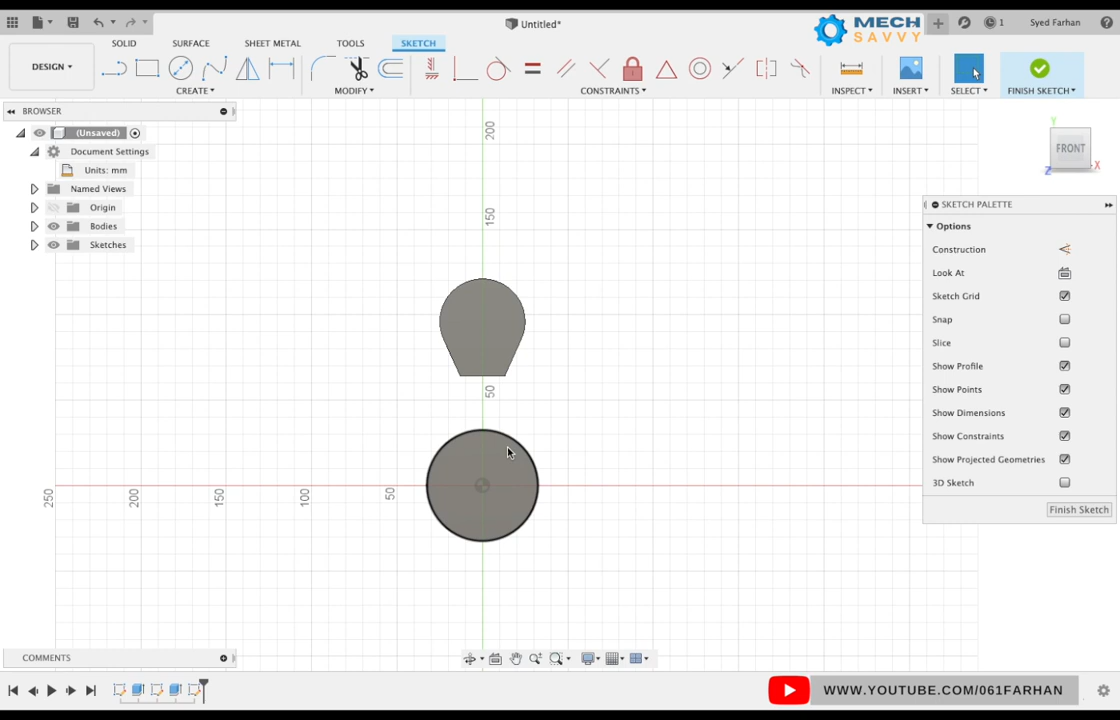 Untitled*
MECH
SAVVY
1
Syed Farhan
DESIGN
SOLID
SURFACE
SHEET METAL
TOOLS
SKETCH
CREATE
MODIFY
CONSTRAINTS
INSPECT
INSERT
SELECT
FINISH SKETCH
BROWSER
(Unsaved)
Document Settings
Units: mm
Named Views
Origin
Bodies
Sketches
200
150
50
250
200
150
100
50
Y
FRONT
Z
X
SKETCH PALETTE
Options
Construction
Look At
Sketch Grid
Snap
Slice
Show Profile
Show Points
Show Dimensions
Show Constraints
Show Projected Geometries
3D Sketch
Finish Sketch
COMMENTS
WWW.YOUTUBE.COM/061FARHAN